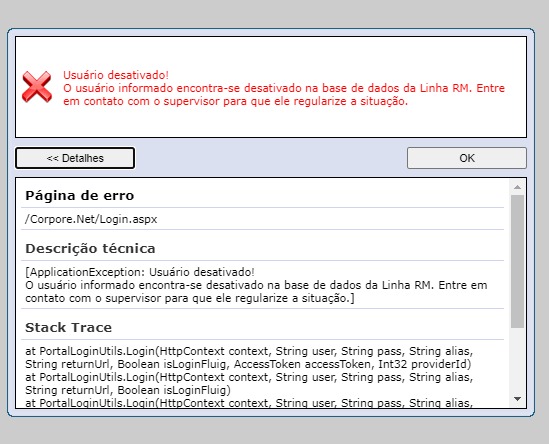 Usuário desativado!
O usuário informado encontra-se desativado na base de dados da Linha RM. Entre
em contato com o supervisor para que ele regularize a situação.
<< Detalhes
OK
Página de erro
/Corpore.Net/Login.aspx
Descrição técnica
[ApplicationException: Usuário desativado!
O usuário informado encontra-se desativado na base de dados da Linha RM. Entre em
contato com o supervisor para que ele regularize a situação.]
Stack Trace
at PortalLoginUtils.Login(HttpContext context, String user, String pass, String alias,
String returnUrl, Boolean isLoginFluig, AccessToken accessToken, Int32 providerId)
at PortalLoginUtils.Login(HttpContext context, String user, String pass, String alias,
String returnUrl, Boolean isLoginFluig)
at PortalLoginUtils.Login(HttpContext context, String user, String pass, String alias,